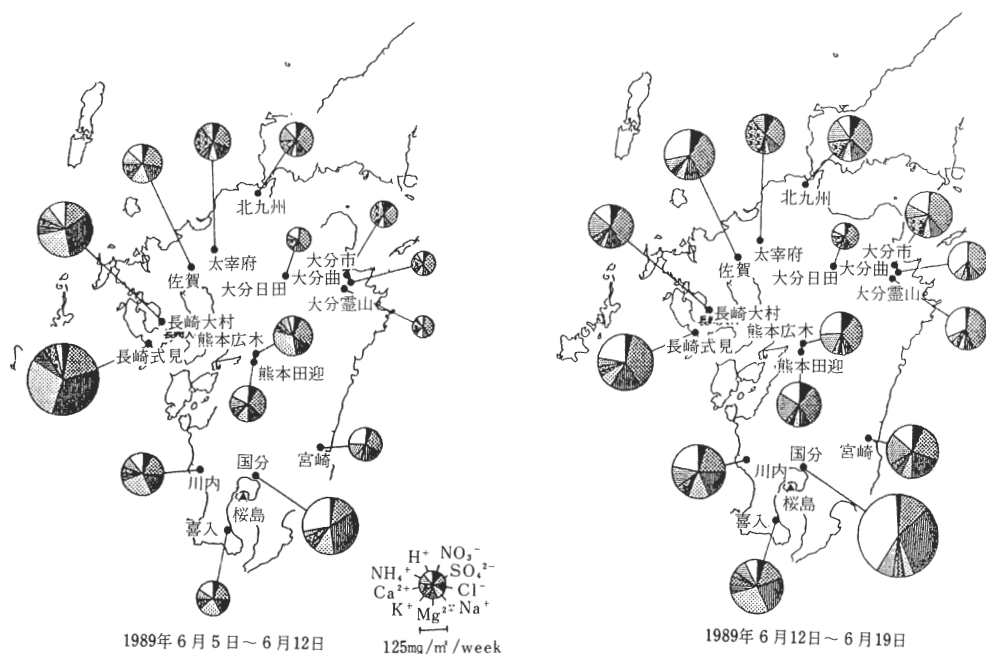 北九州
太宰府
佐賀
大分市
大分曲
大分日田
大分霊山
長崎大村
熊本広木
長崎式見
熊本田迎
宮崎
国分
川内
桜島
喜入
H⁺
NO₃⁻
NH₄⁺
SO₄²⁻
Ca²⁺
Cl⁻
K⁺
Mg²⁺
Na⁺
125mg/㎡/week
1989年6月5日～6月12日
北九州
太宰府
佐賀
大分市
大分曲
大分日田
大分霊山
長崎大村
熊本広木
長崎式見
熊本田迎
宮崎
国分
川内
桜島
喜入
1989年6月12日～6月19日